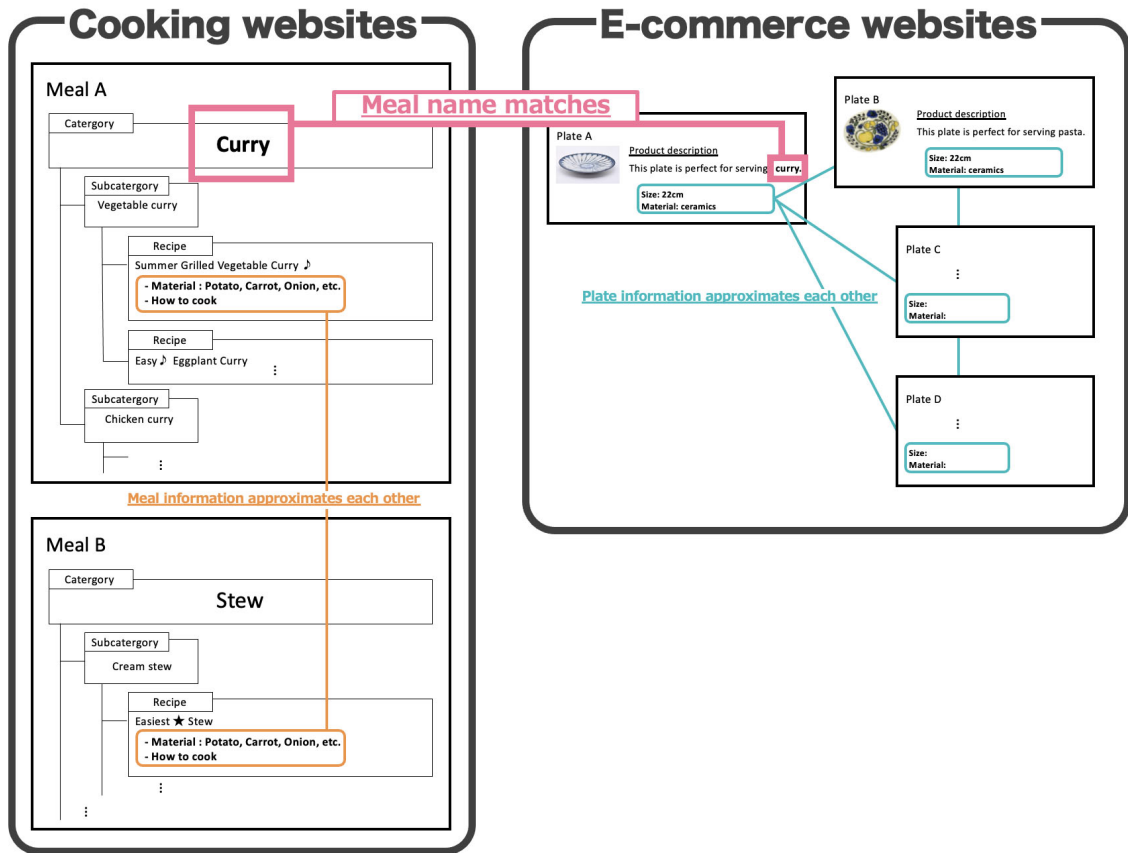 Cooking websites
Meal A
Catergory
Curry
Subcatergory
Vegetable curry
Recipe
Summer Grilled Vegetable Curry ♪
- Material : Potato, Carrot, Onion, etc.
- How to cook
Recipe
Easy ♪ Eggplant Curry
⋮
Subcatergory
Chicken curry
⋮
Meal information approximates each other
Meal B
Catergory
Stew
Subcatergory
Cream stew
Recipe
Easiest ★ Stew
- Material : Potato, Carrot, Onion, etc.
- How to cook
⋮
⋮
Meal name matches
E-commerce websites
Plate A
Product description
This plate is perfect for serving curry.
Size: 22cm
Material: ceramics
Plate B
Product description
This plate is perfect for serving pasta.
Size: 22cm
Material: ceramics
Plate information approximates each other
Plate C
⋮
Size:
Material:
Plate D
⋮
Size:
Material: